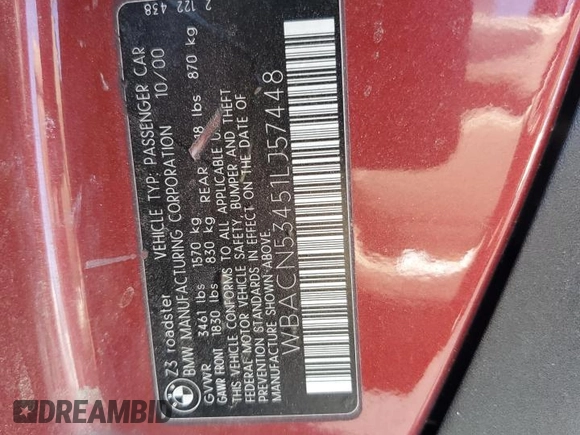 Z3 roadster VEHICLE TYP: PASSENGER CAR
BMW MANUFACTURING CORPORATION 10/00
GVWR 3461 lbs 1570 kg
GAWR FRONT 1830 lbs 830 kg REAR lbs 870 kg
THIS VEHICLE CONFORMS TO ALL APPLICABLE U.S.
FEDERAL MOTOR VEHICLE SAFETY, BUMPER AND THEFT
PREVENTION STANDARDS IN EFFECT ON THE DATE OF
MANUFACTURE SHOWN ABOVE.
WBACN53451LJ57448
2 122 438
BMW
DREAMBID